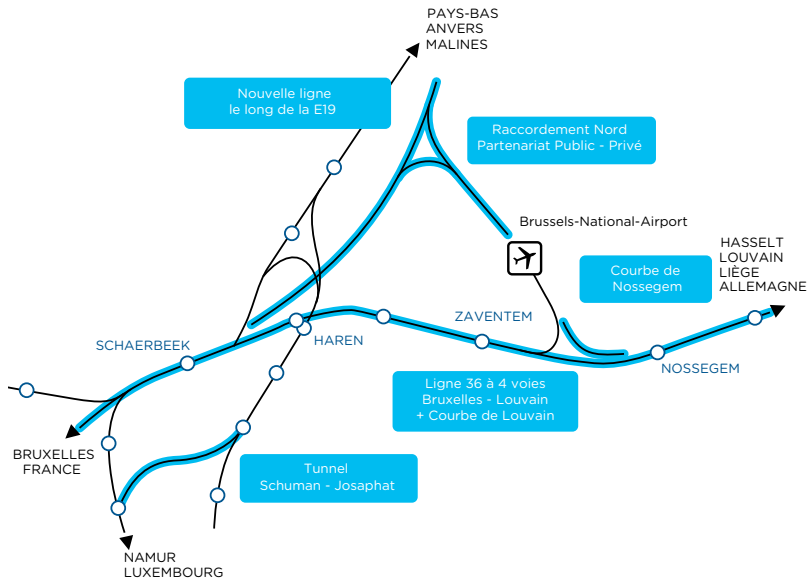 PAYS-BAS
ANVERS
MALINES
Nouvelle ligne
le long de la E19
Raccordement Nord
Partenariat Public - Privé
Brussels-National-Airport
HASSELT
LOUVAIN
LIÈGE
ALLEMAGNE
Courbe de
Nossegem
ZAVENTEM
HAREN
SCHAERBEEK
NOSSEGEM
Ligne 36 à 4 voies
Bruxelles - Louvain
+ Courbe de Louvain
BRUXELLES
FRANCE
Tunnel
Schuman - Josaphat
NAMUR
LUXEMBOURG